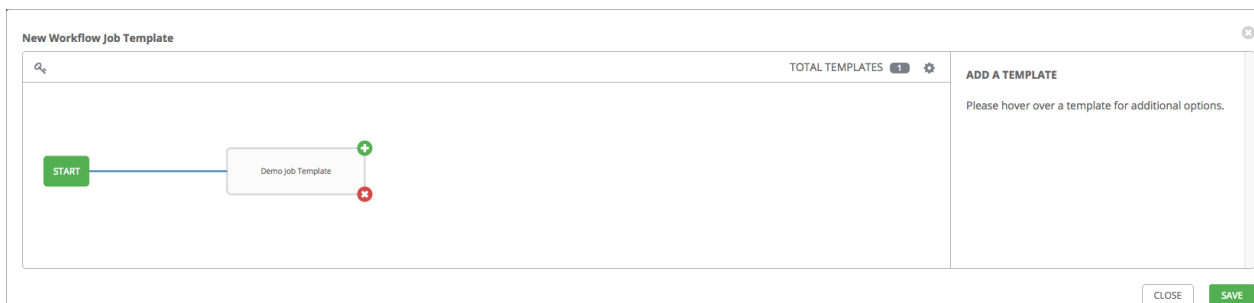 New Workflow Job Template
TOTAL TEMPLATES 1
ADD A TEMPLATE
Please hover over a template for additional options.
START
Demo Job Template
CLOSE
SAVE